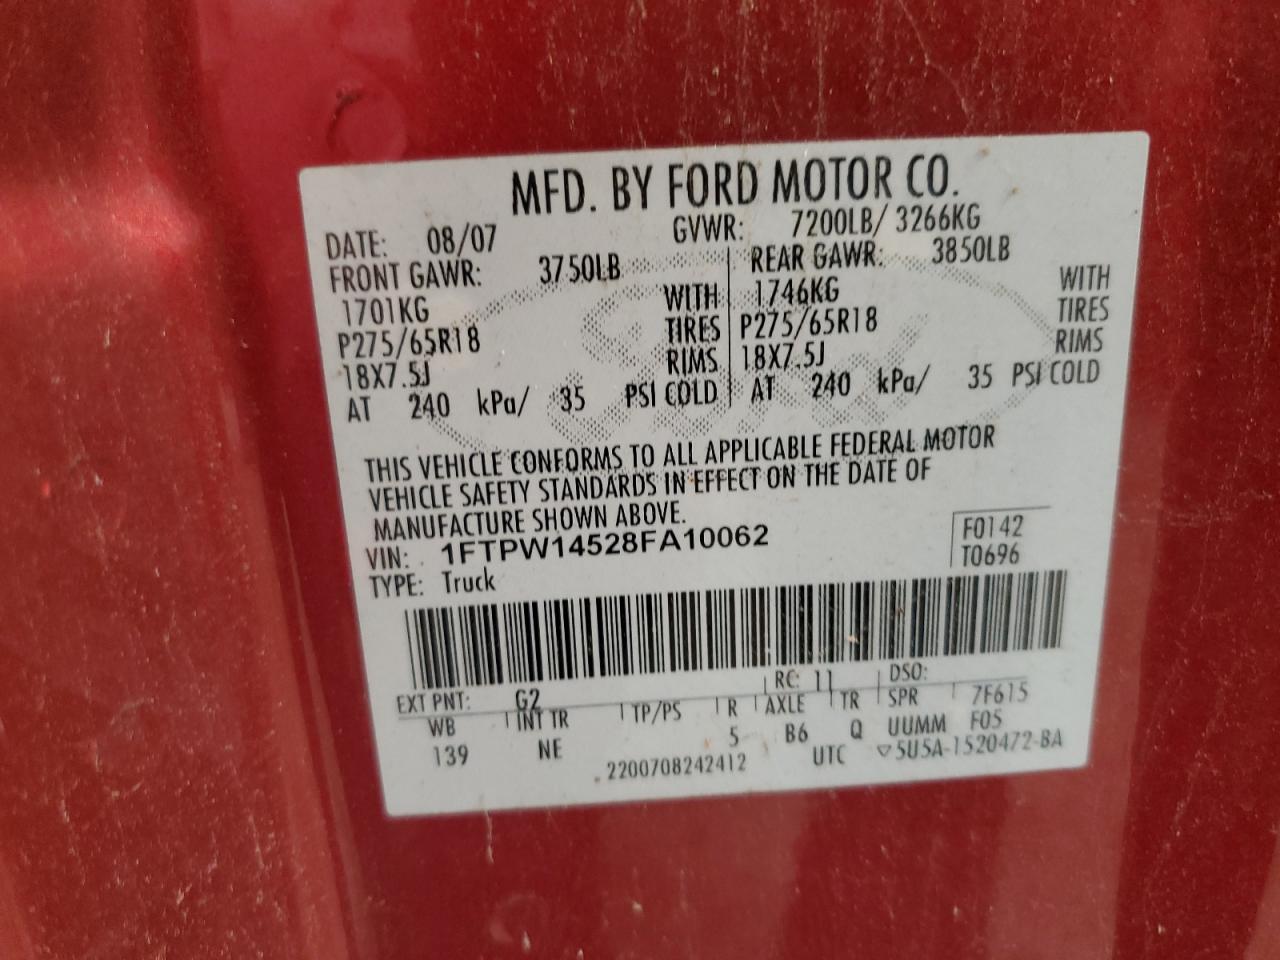 MFD. BY FORD MOTOR CO.
DATE: 08/07 GVWR: 7200LB/ 3266KG
FRONT GAWR: 3750LB REAR GAWR: 3850LB
1701KG WITH 1746KG WITH
P275/65R18 TIRES P275/65R18 TIRES
18X7.5J RIMS 18X7.5J RIMS
AT 240 kPa/ 35 PSI COLD AT 240 kPa/ 35 PSI COLD
THIS VEHICLE CONFORMS TO ALL APPLICABLE FEDERAL MOTOR
VEHICLE SAFETY STANDARDS IN EFFECT ON THE DATE OF
MANUFACTURE SHOWN ABOVE.
VIN: 1FTPW14528FA10062 F0142
TYPE: Truck T0696
EXT PNT: G2 RC: 11 DSO:
WB INT TR TP/PS R AXLE TR SPR 7F615
139 NE 5 B6 Q UUMM F05
.2200708242412 UTC ▽5U5A-1520472-BA